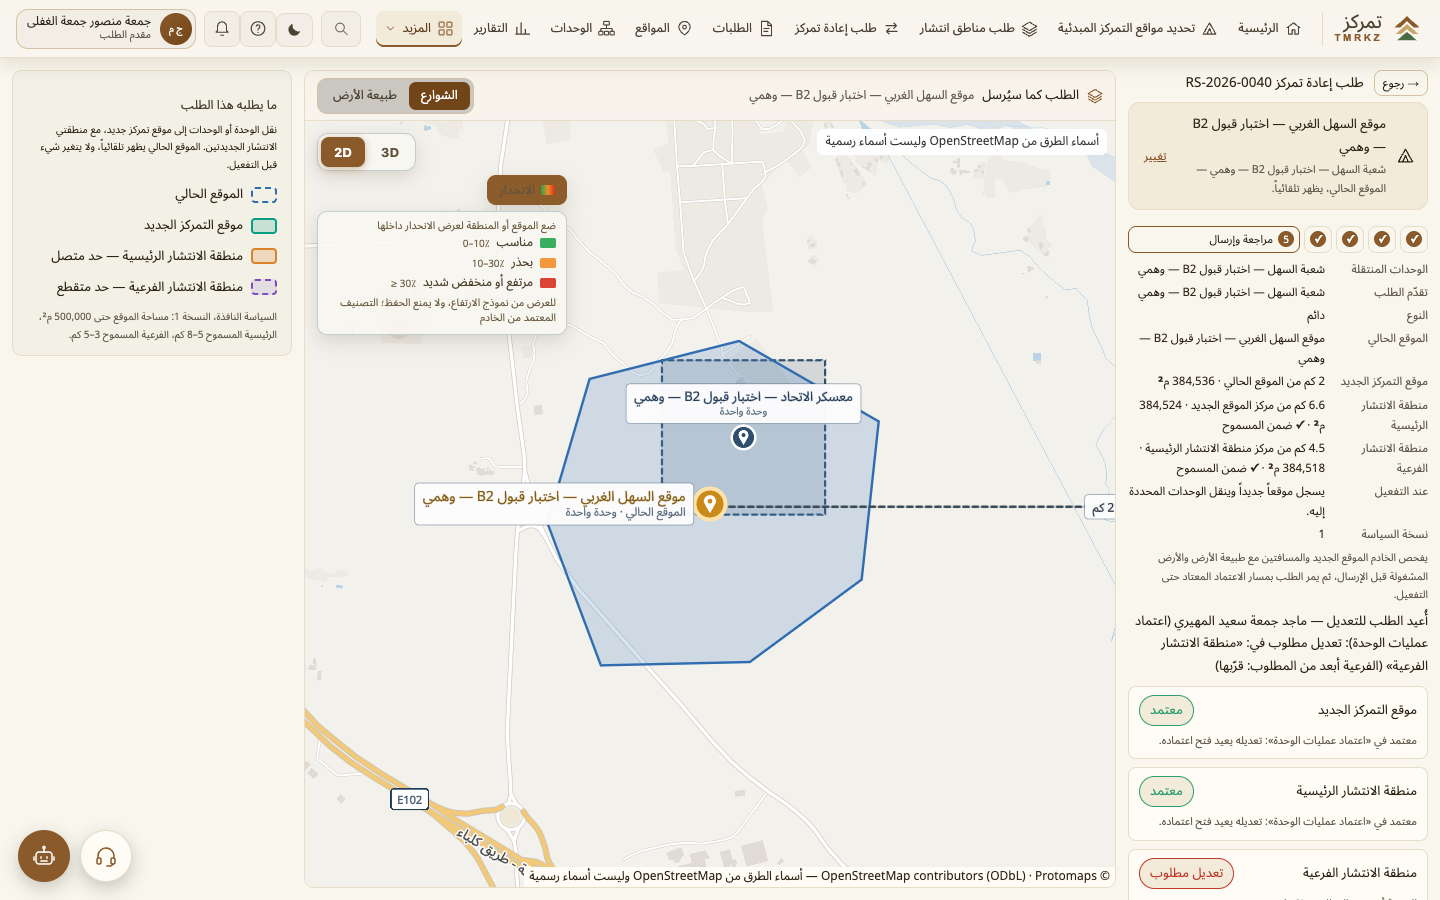 تمركز
TMRKZ
الرئيسية
تحديد مواقع التمركز المبدئية
طلب مناطق انتشار
طلب إعادة تمركز
الطلبات
المواقع
الوحدات
التقارير
المزيد
ج م
جمعة منصور جمعة الغفلي
مقدم الطلب
رجوع →
طلب إعادة تمركز RS-2026-0040
موقع السهل الغربي — اختبار قبول B2
— وهمي
شعبة السهل — اختبار قبول B2 — وهمي —
الموقع الحالي، يظهر تلقائياً.
تغيير
5 مراجعة وإرسال
الوحدات المنتقلة شعبة السهل — اختبار قبول B2 — وهمي
تقدّم الطلب شعبة السهل — اختبار قبول B2 — وهمي
النوع دائم
الموقع الحالي موقع السهل الغربي — اختبار قبول B2 —
وهمي
موقع التمركز الجديد 2 كم من الموقع الحالي · 384,536 م²
منطقة الانتشار الرئيسية 6.6 كم من مركز الموقع الجديد · 384,524
م² · ✓ ضمن المسموح
منطقة الانتشار الفرعية 4.5 كم من مركز منطقة الانتشار الرئيسية ·
384,518 م² · ✓ ضمن المسموح
عند التفعيل يسجل موقعاً جديداً وينقل الوحدات المحددة
إليه.
نسخة السياسة 1
يفحص الخادم الموقع الجديد والمسافتين مع طبيعة الأرض والأرض
المشغولة قبل الإرسال، ثم يمر الطلب بمسار الاعتماد المعتاد حتى
التفعيل.
أُعيد الطلب للتعديل — ماجد جمعة سعيد المهيري (اعتماد
عمليات الوحدة): تعديل مطلوب في: «منطقة الانتشار
الفرعية» (الفرعية أبعد من المطلوب: قرّبها)
موقع التمركز الجديد
معتمد
معتمد في «اعتماد عمليات الوحدة»: تعديله يعيد فتح اعتماده.
منطقة الانتشار الرئيسية
معتمد
معتمد في «اعتماد عمليات الوحدة»: تعديله يعيد فتح اعتماده.
منطقة الانتشار الفرعية
تعديل مطلوب
الطلب كما سيُرسل موقع السهل الغربي — اختبار قبول B2 — وهمي
الشوارع
طبيعة الأرض
أسماء الطرق من OpenStreetMap وليست أسماء رسمية
2D
3D
الانحدار
ضع الموقع أو المنطقة لعرض الانحدار داخلها
مناسب 0–10٪
بحذر 10–30٪
مرتفع أو منخفض شديد ≥ 30٪
للعرض من نموذج الارتفاع، ولا يمنع الحفظ؛ التصنيف
المعتمد من الخادم
معسكر الاتحاد — اختبار قبول B2 — وهمي
وحدة واحدة
موقع السهل الغربي — اختبار قبول B2 — وهمي
الموقع الحالي · وحدة واحدة
2 كم
E102
طريق كلباء
© OpenStreetMap contributors (ODbL) · Protomaps — أسماء الطرق من OpenStreetMap وليست أسماء رسمية
ما يطلبه هذا الطلب
نقل الوحدة أو الوحدات إلى موقع تمركز جديد، مع منطقتي
الانتشار الجديدتين. الموقع الحالي يظهر تلقائياً، ولا يتغير شيء
قبل التفعيل.
الموقع الحالي
موقع التمركز الجديد
منطقة الانتشار الرئيسية — حد متصل
منطقة الانتشار الفرعية — حد متقطع
السياسة النافذة، النسخة 1: مساحة الموقع حتى 500,000 م²،
الرئيسية المسموح 5–8 كم، الفرعية المسموح 3–5 كم.